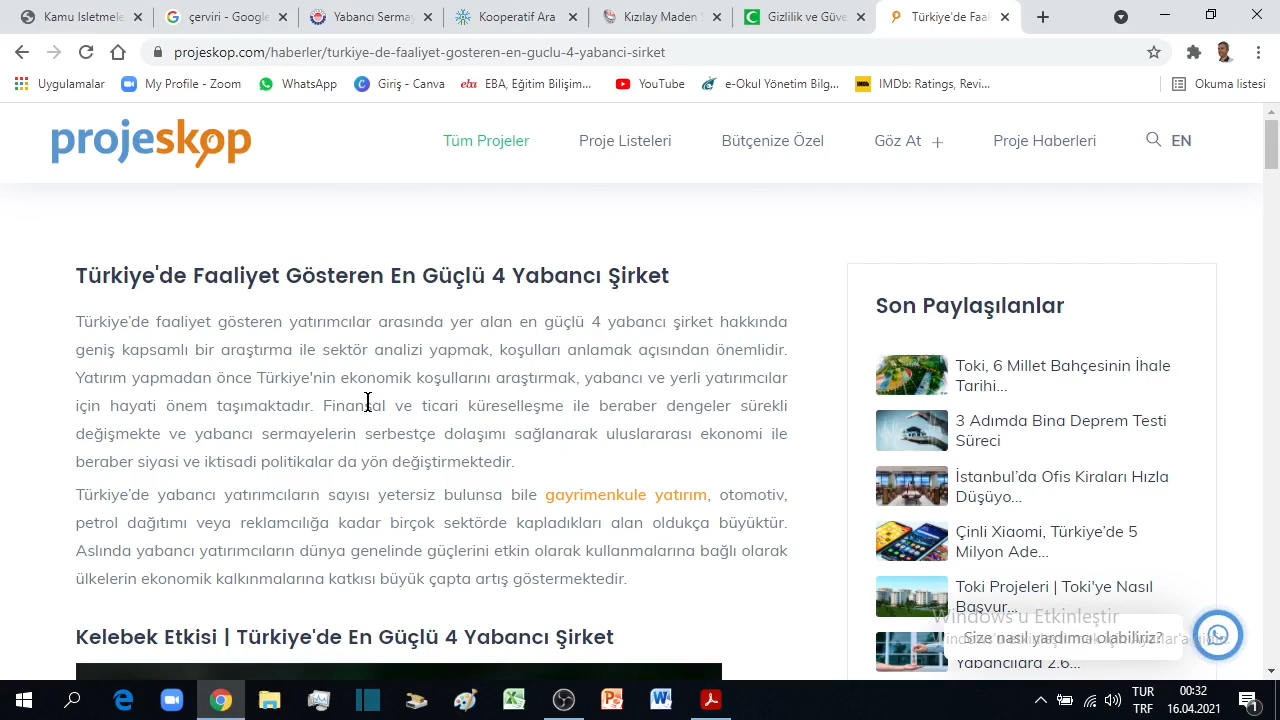 Kamu İşletmele
çerviri - Google
Yabancı Sermay
Kooperatif Ara
Kızılay Maden S
Gizlilik ve Güve
Türkiye'de Faal
projeskop.com/haberler/turkiye-de-faaliyet-gosteren-en-guclu-4-yabanci-sirket
Uygulamalar
My Profile - Zoom
WhatsApp
Giriş - Canva
eba EBA, Eğitim Bilişim...
YouTube
e-Okul Yönetim Bilg...
IMDb IMDb: Ratings, Revi...
Okuma listesi
projeskop
Tüm Projeler
Proje Listeleri
Bütçenize Özel
Göz At +
Proje Haberleri
EN
Türkiye'de Faaliyet Gösteren En Güçlü 4 Yabancı Şirket
Türkiye’de faaliyet gösteren yatırımcılar arasında yer alan en güçlü 4 yabancı şirket hakkında
geniş kapsamlı bir araştırma ile sektör analizi yapmak, koşulları anlamak açısından önemlidir.
Yatırım yapmadan önce Türkiye'nin ekonomik koşullarını araştırmak, yabancı ve yerli yatırımcılar
için hayati önem taşımaktadır. Finansal ve ticari küreselleşme ile beraber dengeler sürekli
değişmekte ve yabancı sermayelerin serbestçe dolaşımı sağlanarak uluslararası ekonomi ile
beraber siyasi ve iktisadi politikalar da yön değiştirmektedir.
Türkiye’de yabancı yatırımcıların sayısı yetersiz bulunsa bile gayrimenkule yatırım, otomotiv,
petrol dağıtımı veya reklamcılığa kadar birçok sektörde kapladıkları alan oldukça büyüktür.
Aslında yabancı yatırımcıların dünya genelinde güçlerini etkin olarak kullanmalarına bağlı olarak
ülkelerin ekonomik kalkınmalarına katkısı büyük çapta artış göstermektedir.
Kelebek Etkisi | Türkiye'de En Güçlü 4 Yabancı Şirket
Son Paylaşılanlar
Toki, 6 Millet Bahçesinin İhale
Tarihi...
3 Adımda Bina Deprem Testi
Süreci
İstanbul’da Ofis Kiraları Hızla
Düşüyo...
Çinli Xiaomi, Türkiye’de 5
Milyon Ade...
Toki Projeleri | Toki'ye Nasıl
Başvur...
Windows'u Etkinleştir
Size nasıl yardımcı olabiliriz?
Yabancılara 2.6...
TUR
TRF
00:32
16.04.2021
1